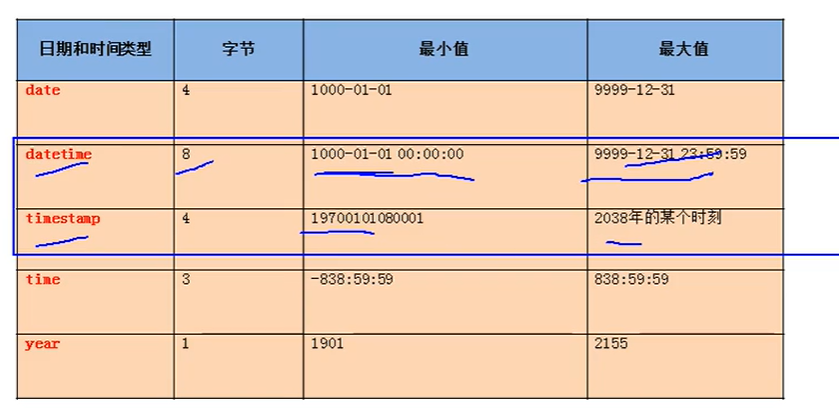 日期和时间类型 字节 最小值 最大值
date 4 1000-01-01 9999-12-31
datetime 8 1000-01-01 00:00:00 9999-12-31 23:59:59
timestamp 4 19700101080001 2038年的某个时刻
time 3 -838:59:59 838:59:59
year 1 1901 2155